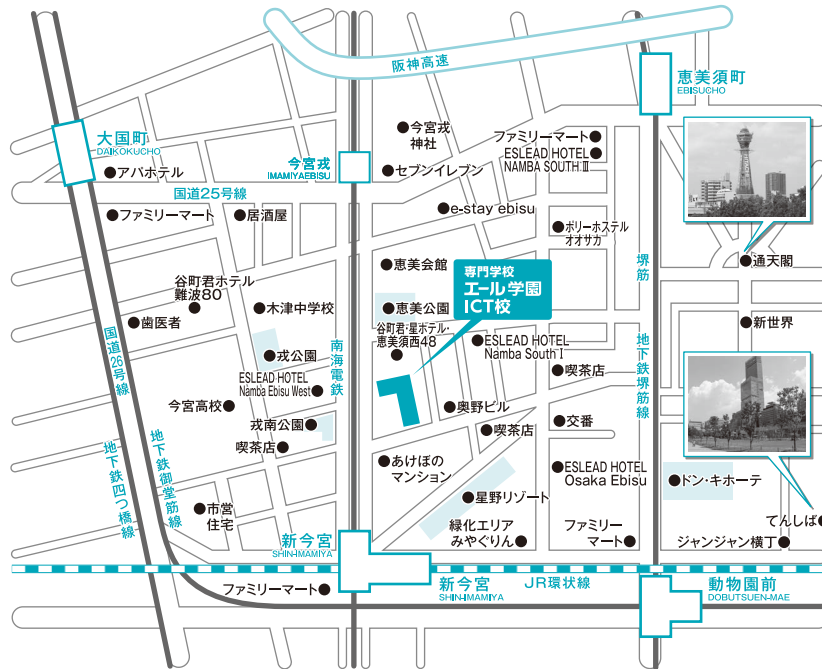 阪神高速
恵美須町
EBISUCHO
大国町
DAIKOKUCHO
今宮戎
神社
ファミリーマート
ESLEAD HOTEL
NAMBA SOUTH Ⅲ
今宮戎
IMAMIYAEBISU
アパホテル
セブンイレブン
国道25号線
ファミリーマート
居酒屋
e-stay ebisu
ポリーホステル
オオサカ
堺筋
通天閣
恵美会館
専門学校
エール学園
ICT校
谷町君ホテル
難波80
木津中学校
恵美公園
歯医者
新世界
谷町君・星ホテル・
恵美須西48
ESLEAD HOTEL
Namba South Ⅰ
国道26号線
南海電鉄
地下鉄堺筋線
戎公園
喫茶店
ESLEAD HOTEL
Namba Ebisu West
今宮高校
奥野ビル
戎南公園
喫茶店
交番
喫茶店
地下鉄四つ橋線
地下鉄御堂筋線
あけぼの
マンション
ESLEAD HOTEL
Osaka Ebisu
ドン・キホーテ
星野リゾート
市営
住宅
緑化エリア
みやぐりん
ファミリー
マート
てんしば
ジャンジャン横丁
新今宮
SHIN-IMAMIYA
ファミリーマート
新今宮
SHIN-IMAMIYA
JR環状線
動物園前
DOBUTSUEN-MAE